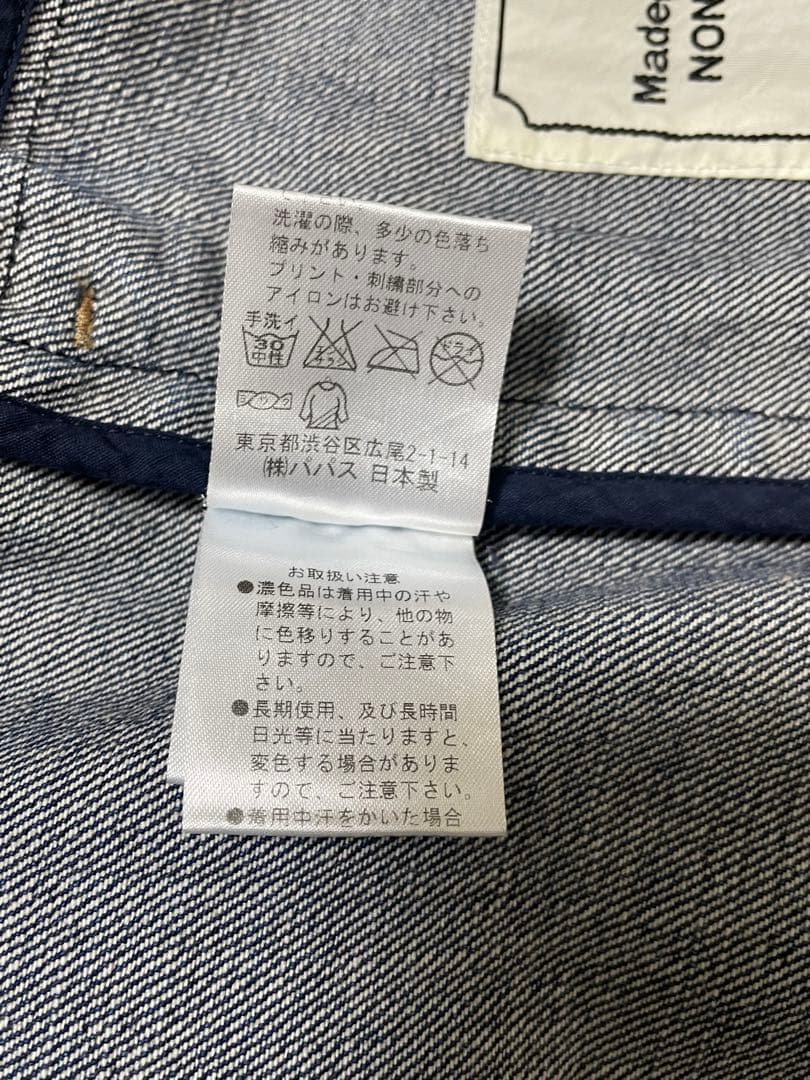 Made
NON
洗濯の際、多少の色落ち
縮みがあります。
プリント・刺繍部分への
アイロンはお避け下さい。
手洗イ
30
中性
エンソ
ドライ
東京都渋谷区広尾2-1-14
㈱パパス 日本製
お取扱い注意
●濃色品は着用中の汗や
摩擦等により、他の物
に色移りすることがあ
りますので、ご注意下
さい。
●長期使用、及び長時間
日光等に当たりますと、
変色する場合がありま
すので、ご注意下さい。
●着用中汗をかいた場合